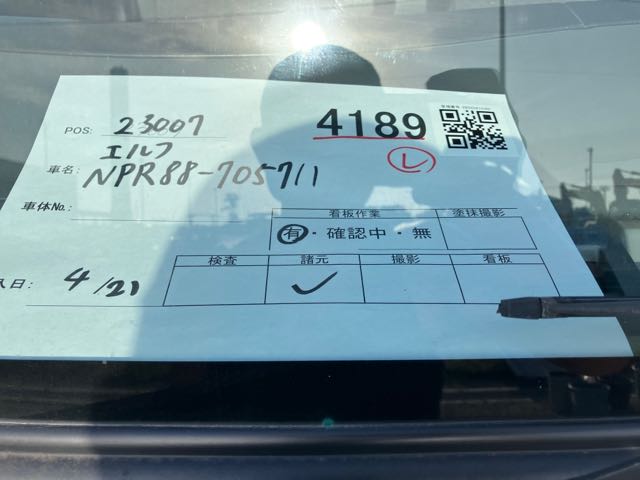 POS: 23007
4189
エルフ
車名: NPR88-705711
レ
車体No.:
看板作業 塗抹撮影
有・確認中・無
入日: 4/21
検査 諸元 撮影 看板
✓